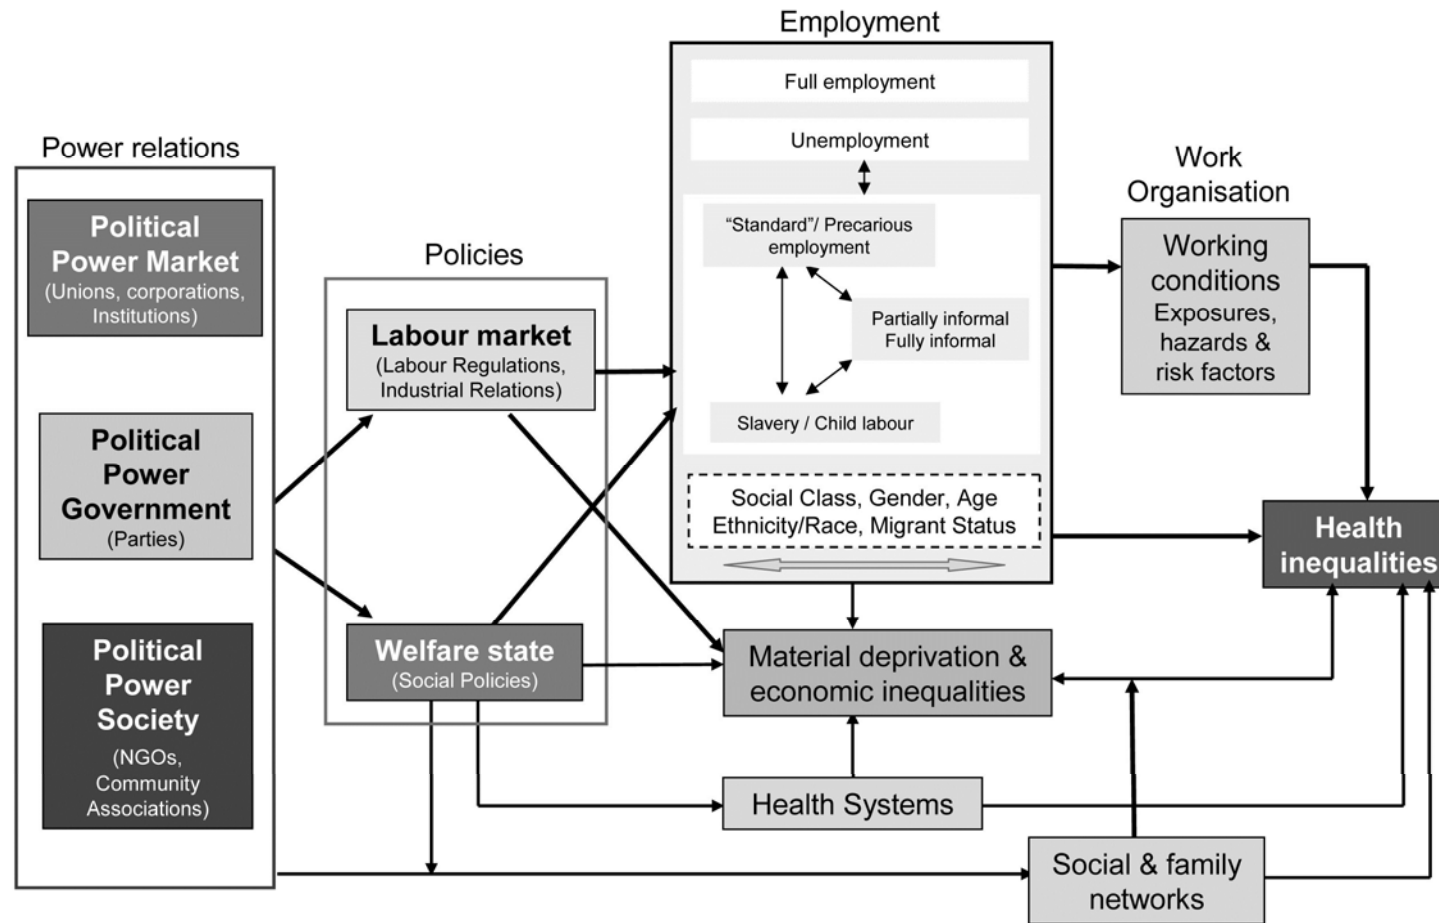 Power relations
Political
Power Market
(Unions, corporations,
Institutions)
Political
Power
Government
(Parties)
Political
Power
Society
(NGOs,
Community
Associations)
Policies
Labour market
(Labour Regulations,
Industrial Relations)
Welfare state
(Social Policies)
Employment
Full employment
Unemployment
“Standard”/ Precarious
employment
Partially informal
Fully informal
Slavery / Child labour
Social Class, Gender, Age
Ethnicity/Race, Migrant Status
Material deprivation &
economic inequalities
Health Systems
Social & family
networks
Work
Organisation
Working
conditions
Exposures,
hazards &
risk factors
Health
inequalities